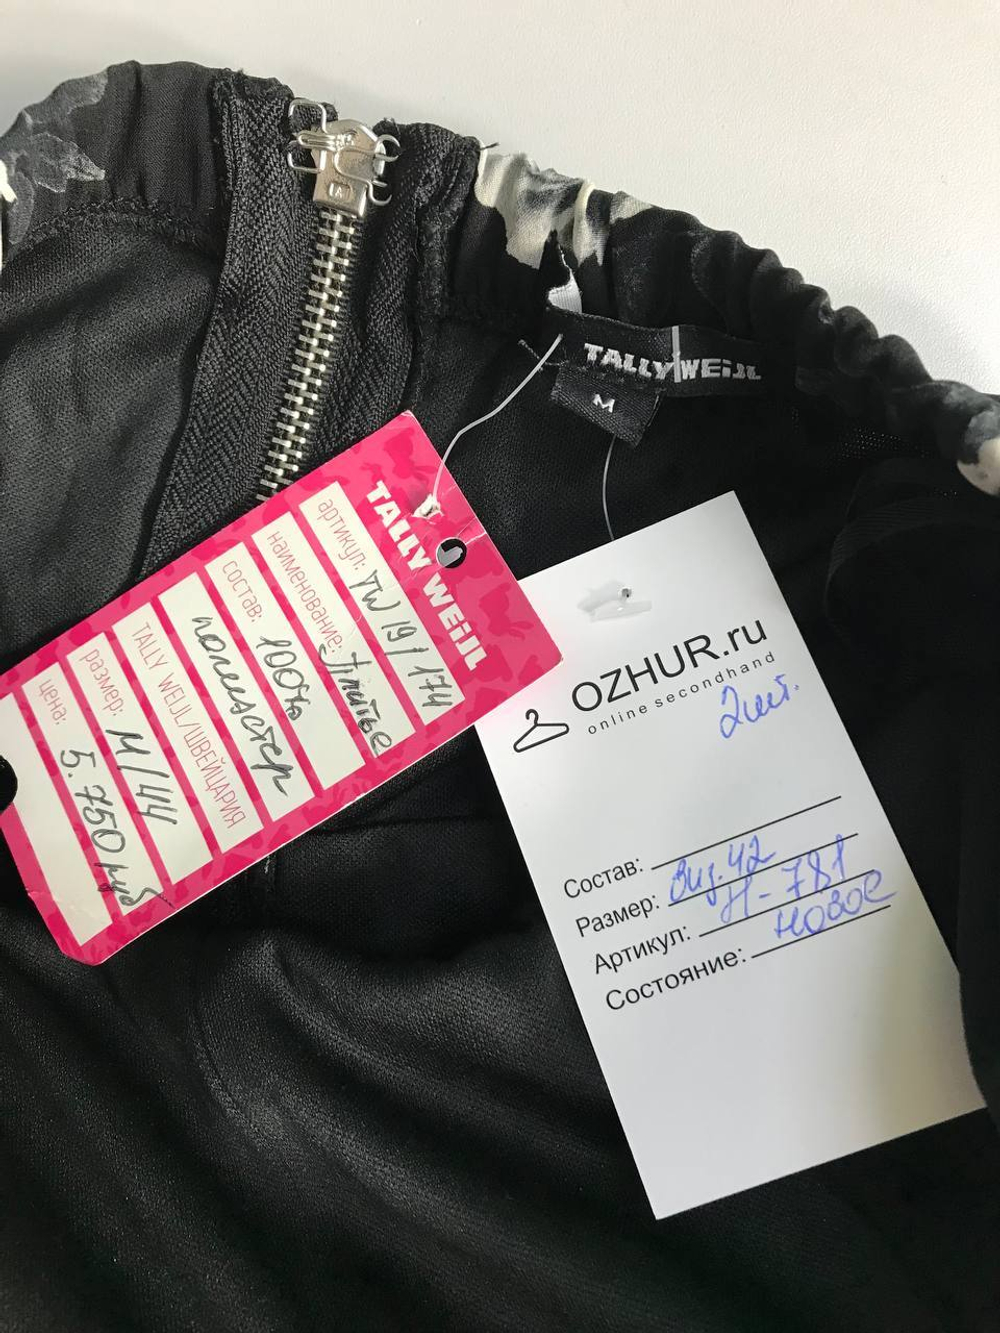 TALLY WEiJL
M
TALLY WEiJL
артикул: TW 19/174
наименование: Платье
состав: 100%
полиэстер
TALLY WEIJL/ШВЕЙЦАРИЯ
размер: M/44
цена: 5.750 руб
OZHUR.ru
online secondhand
2шт.
Состав:
Размер: Виз. 42
Артикул: Н-781
Состояние: новое